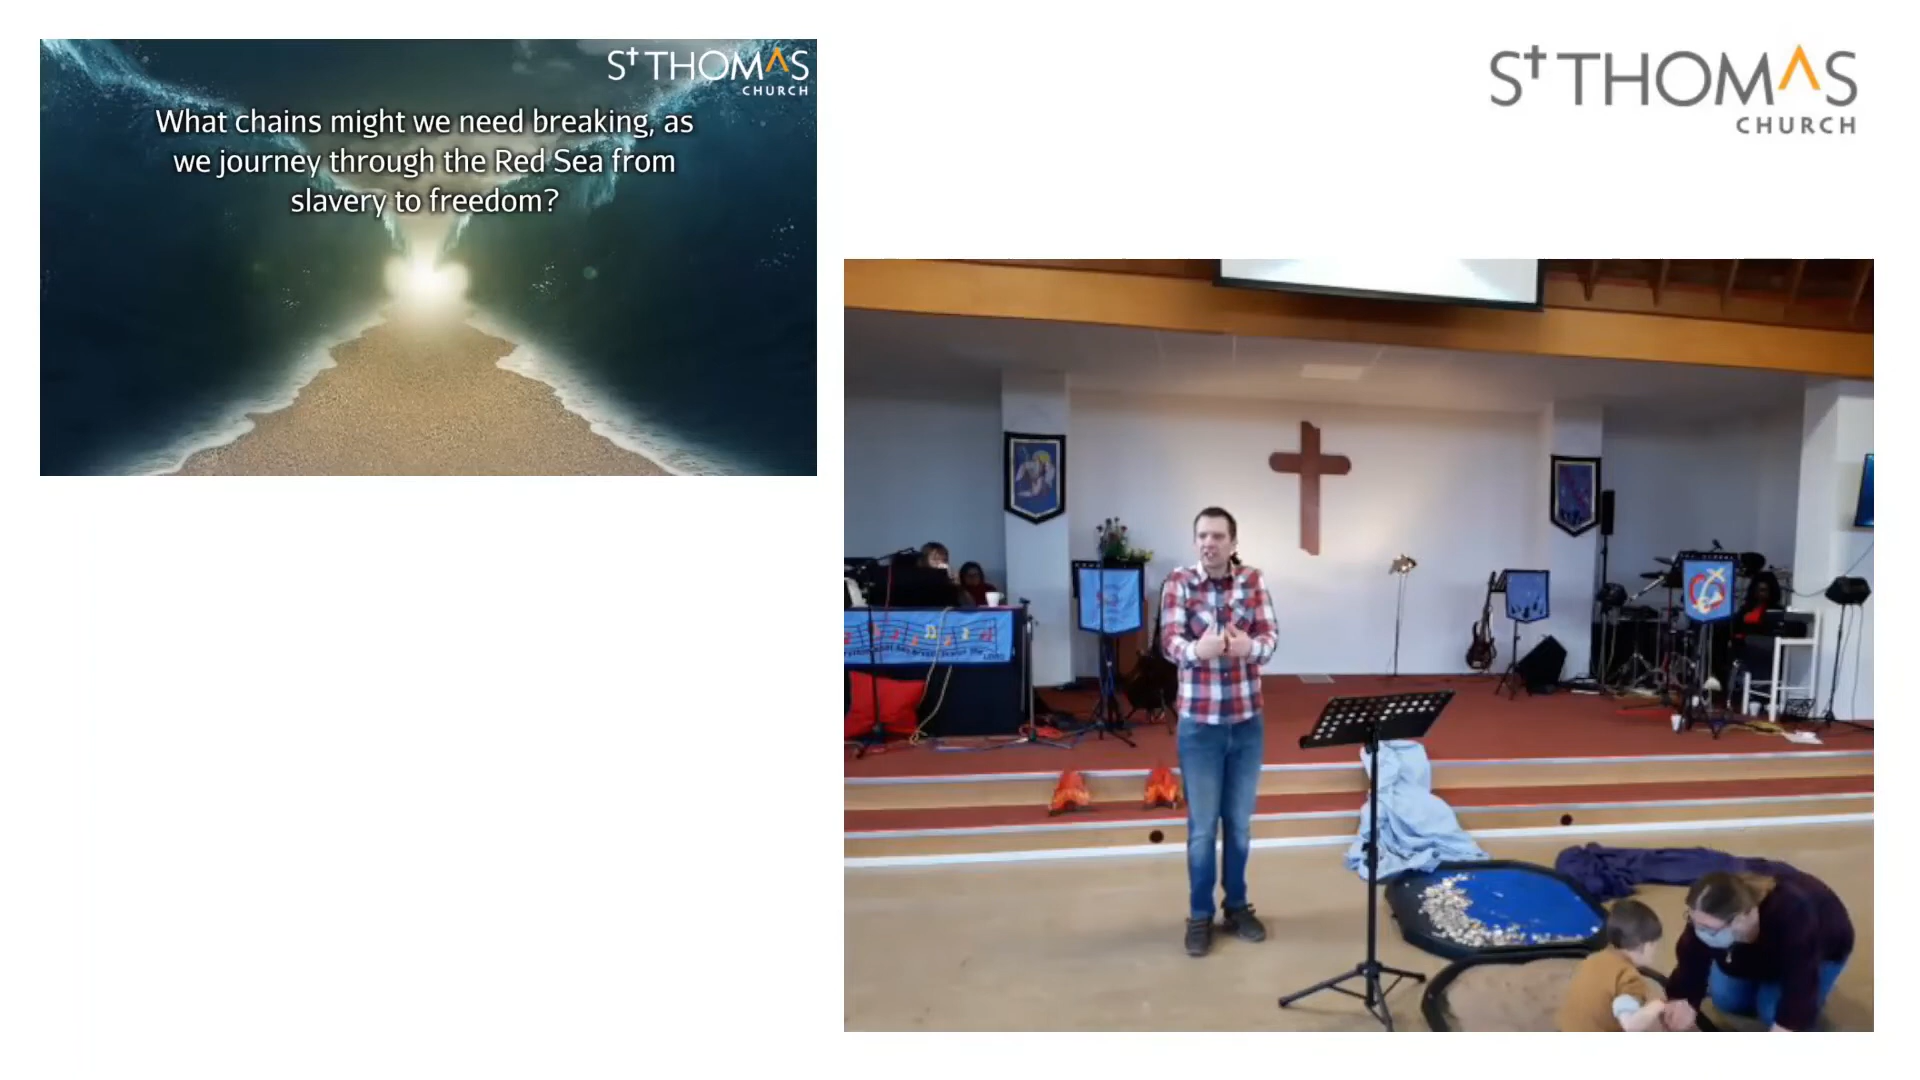 St THOMAS
CHURCH
What chains might we need breaking, as
we journey through the Red Sea from
slavery to freedom?
St THOMAS
CHURCH